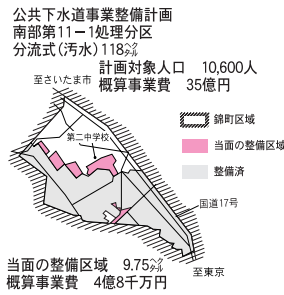 公共下水道事業整備計画
南部第11－1処理分区
分流式(汚水)118㌶
計画対象人口　10,600人
概算事業費　35億円
至さいたま市
第二中学校
錦町区域
当面の整備区域
整備済
国道17号
至東京
当面の整備区域　9.75㌶
概算事業費　4億8千万円